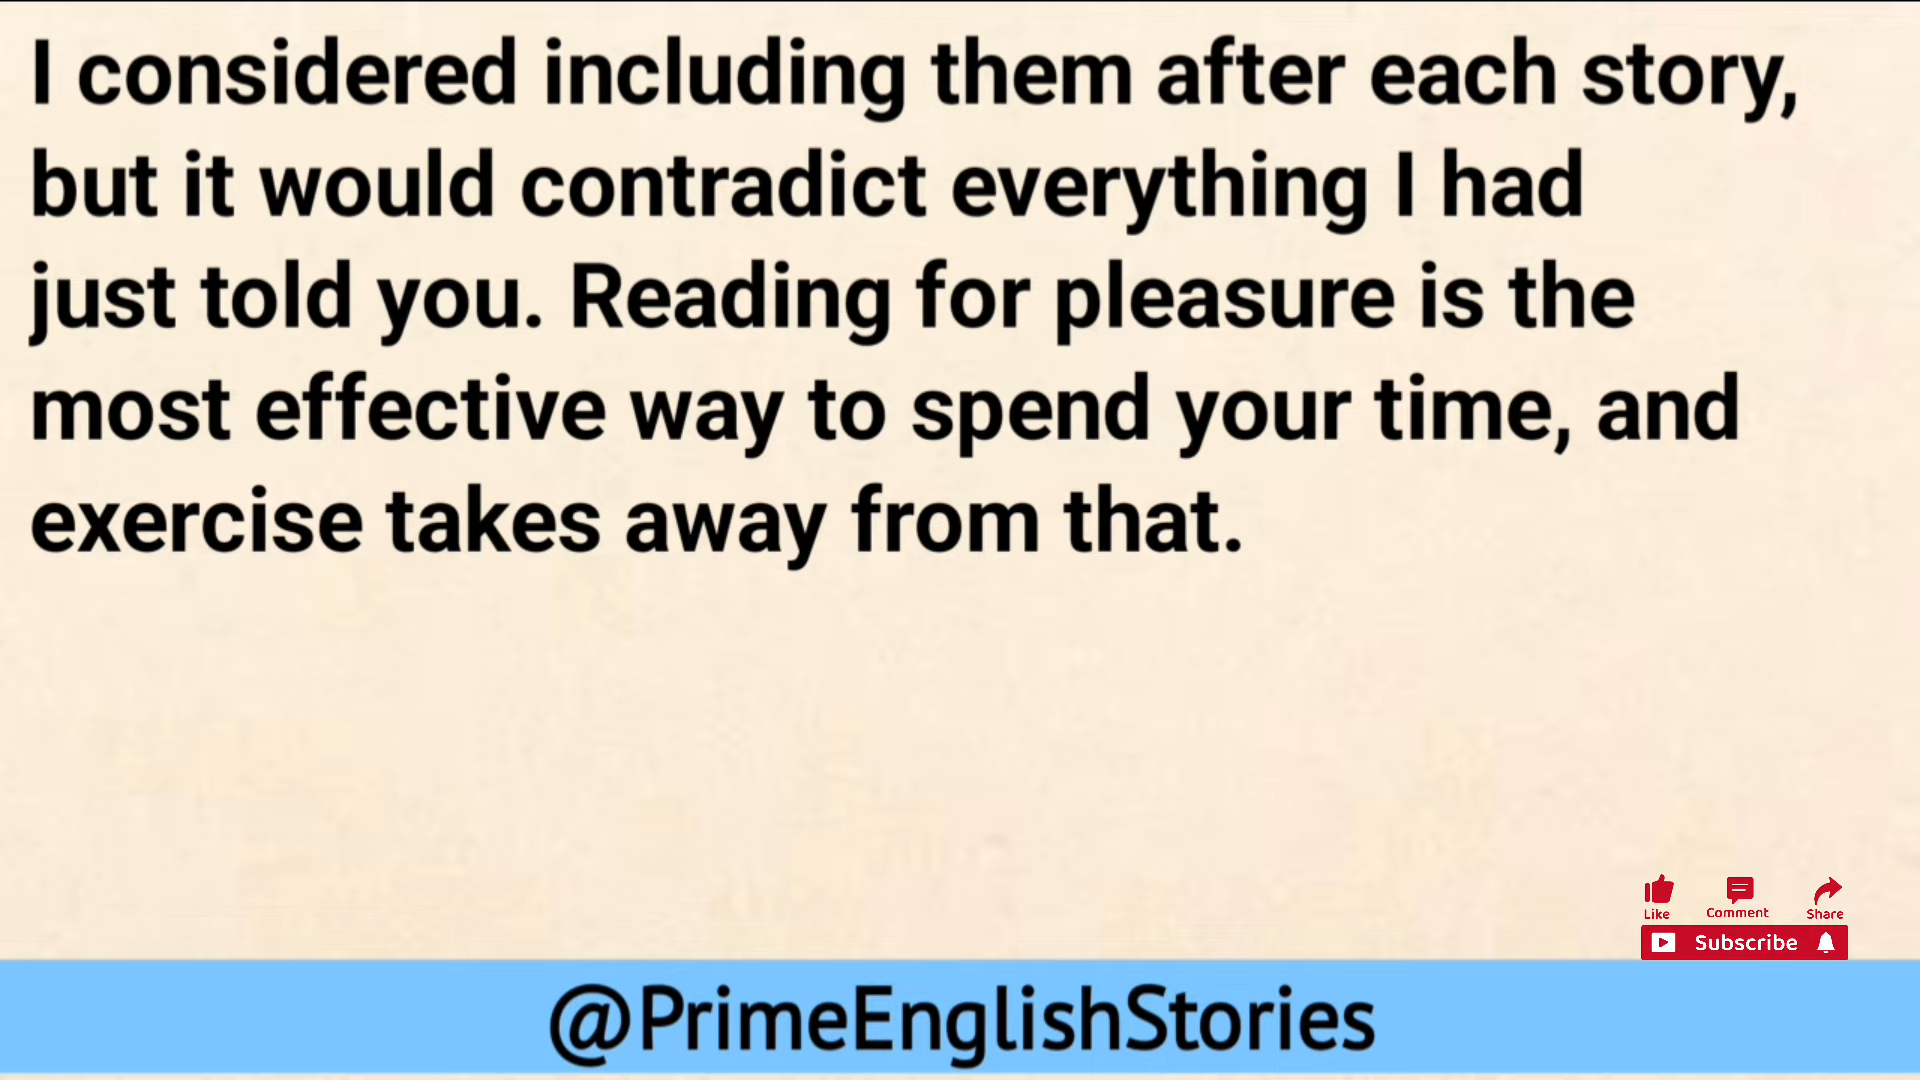 I considered including them after each story,
but it would contradict everything I had
just told you. Reading for pleasure is the
most effective way to spend your time, and
exercise takes away from that.
Like Comment Share
Subscribe
@PrimeEnglishStories